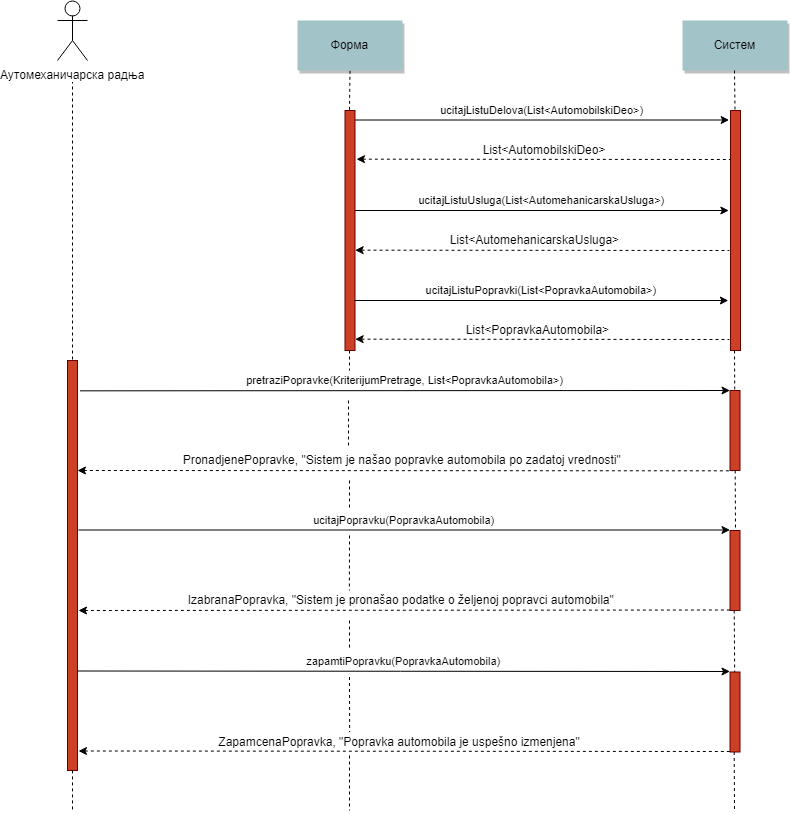 Аутомеханичарска радња
Форма
Систем
ucitajListuDelova(List<AutomobilskiDeo>)
List<AutomobilskiDeo>
ucitajListuUsluga(List<AutomehanicarskaUsluga>)
List<AutomehanicarskaUsluga>
ucitajListuPopravki(List<PopravkaAutomobila>)
List<PopravkaAutomobila>
pretraziPopravke(KriterijumPretrage, List<PopravkaAutomobila>)
PronadjenePopravke, "Sistem je našao popravke automobila po zadatoj vrednosti"
ucitajPopravku(PopravkaAutomobila)
IzabranaPopravka, "Sistem je pronašao podatke o željenoj popravci automobila"
zapamtiPopravku(PopravkaAutomobila)
ZapamcenaPopravka, "Popravka automobila je uspešno izmenjena"